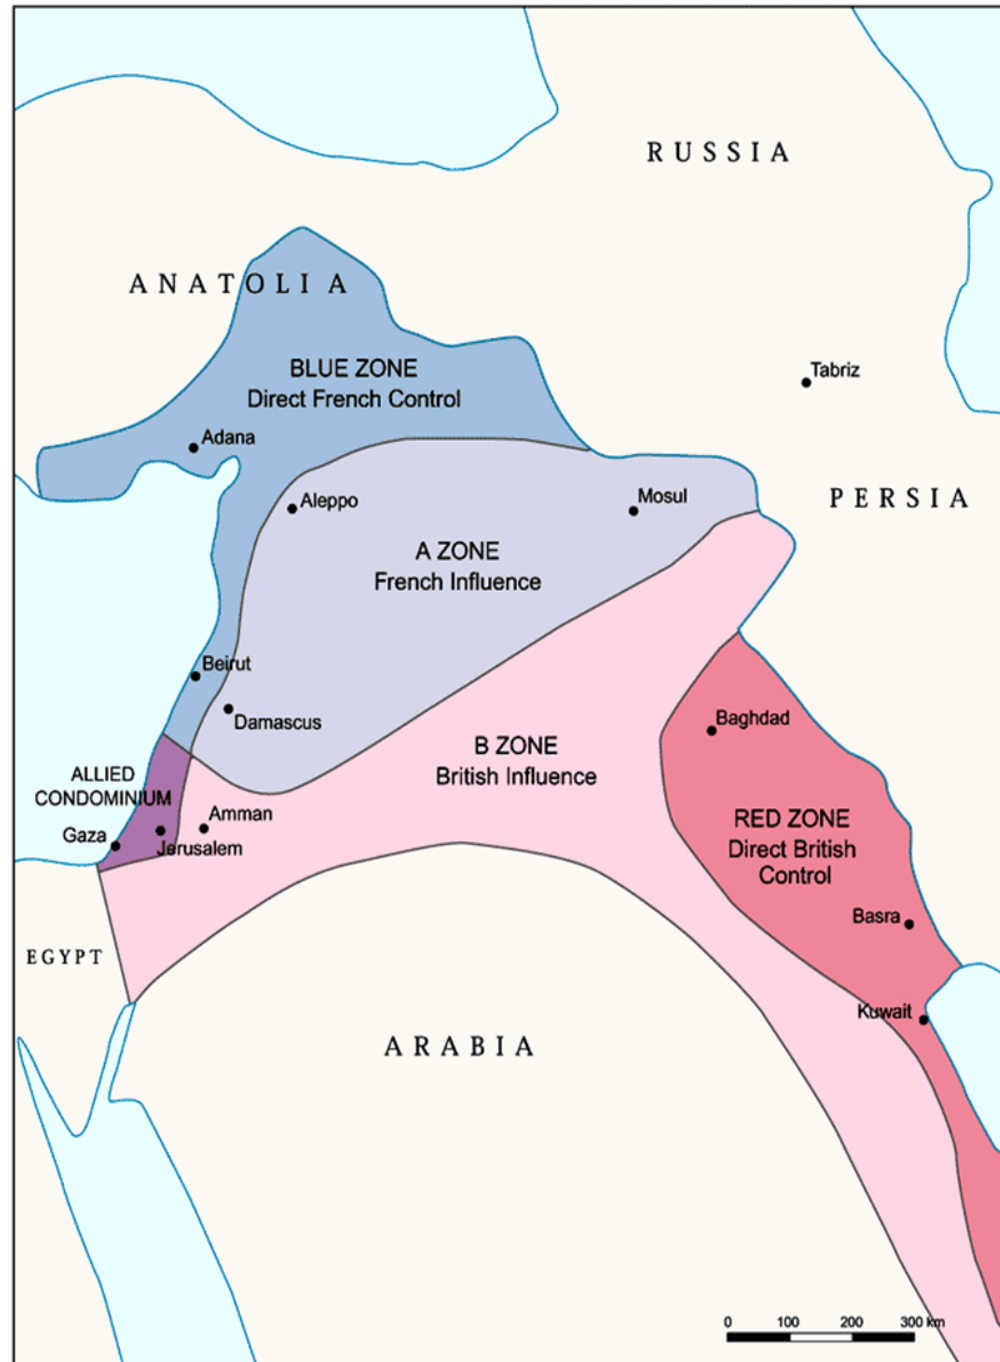 RUSSIA
ANATOLIA
BLUE ZONE
Direct French Control
Tabriz
Adana
Aleppo
Mosul
PERSIA
A ZONE
French Influence
Beirut
Damascus
Baghdad
B ZONE
British Influence
ALLIED
CONDOMINIUM
Amman
Gaza
Jerusalem
RED ZONE
Direct British
Control
Basra
EGYPT
Kuwait
ARABIA
0 100 200 300 km